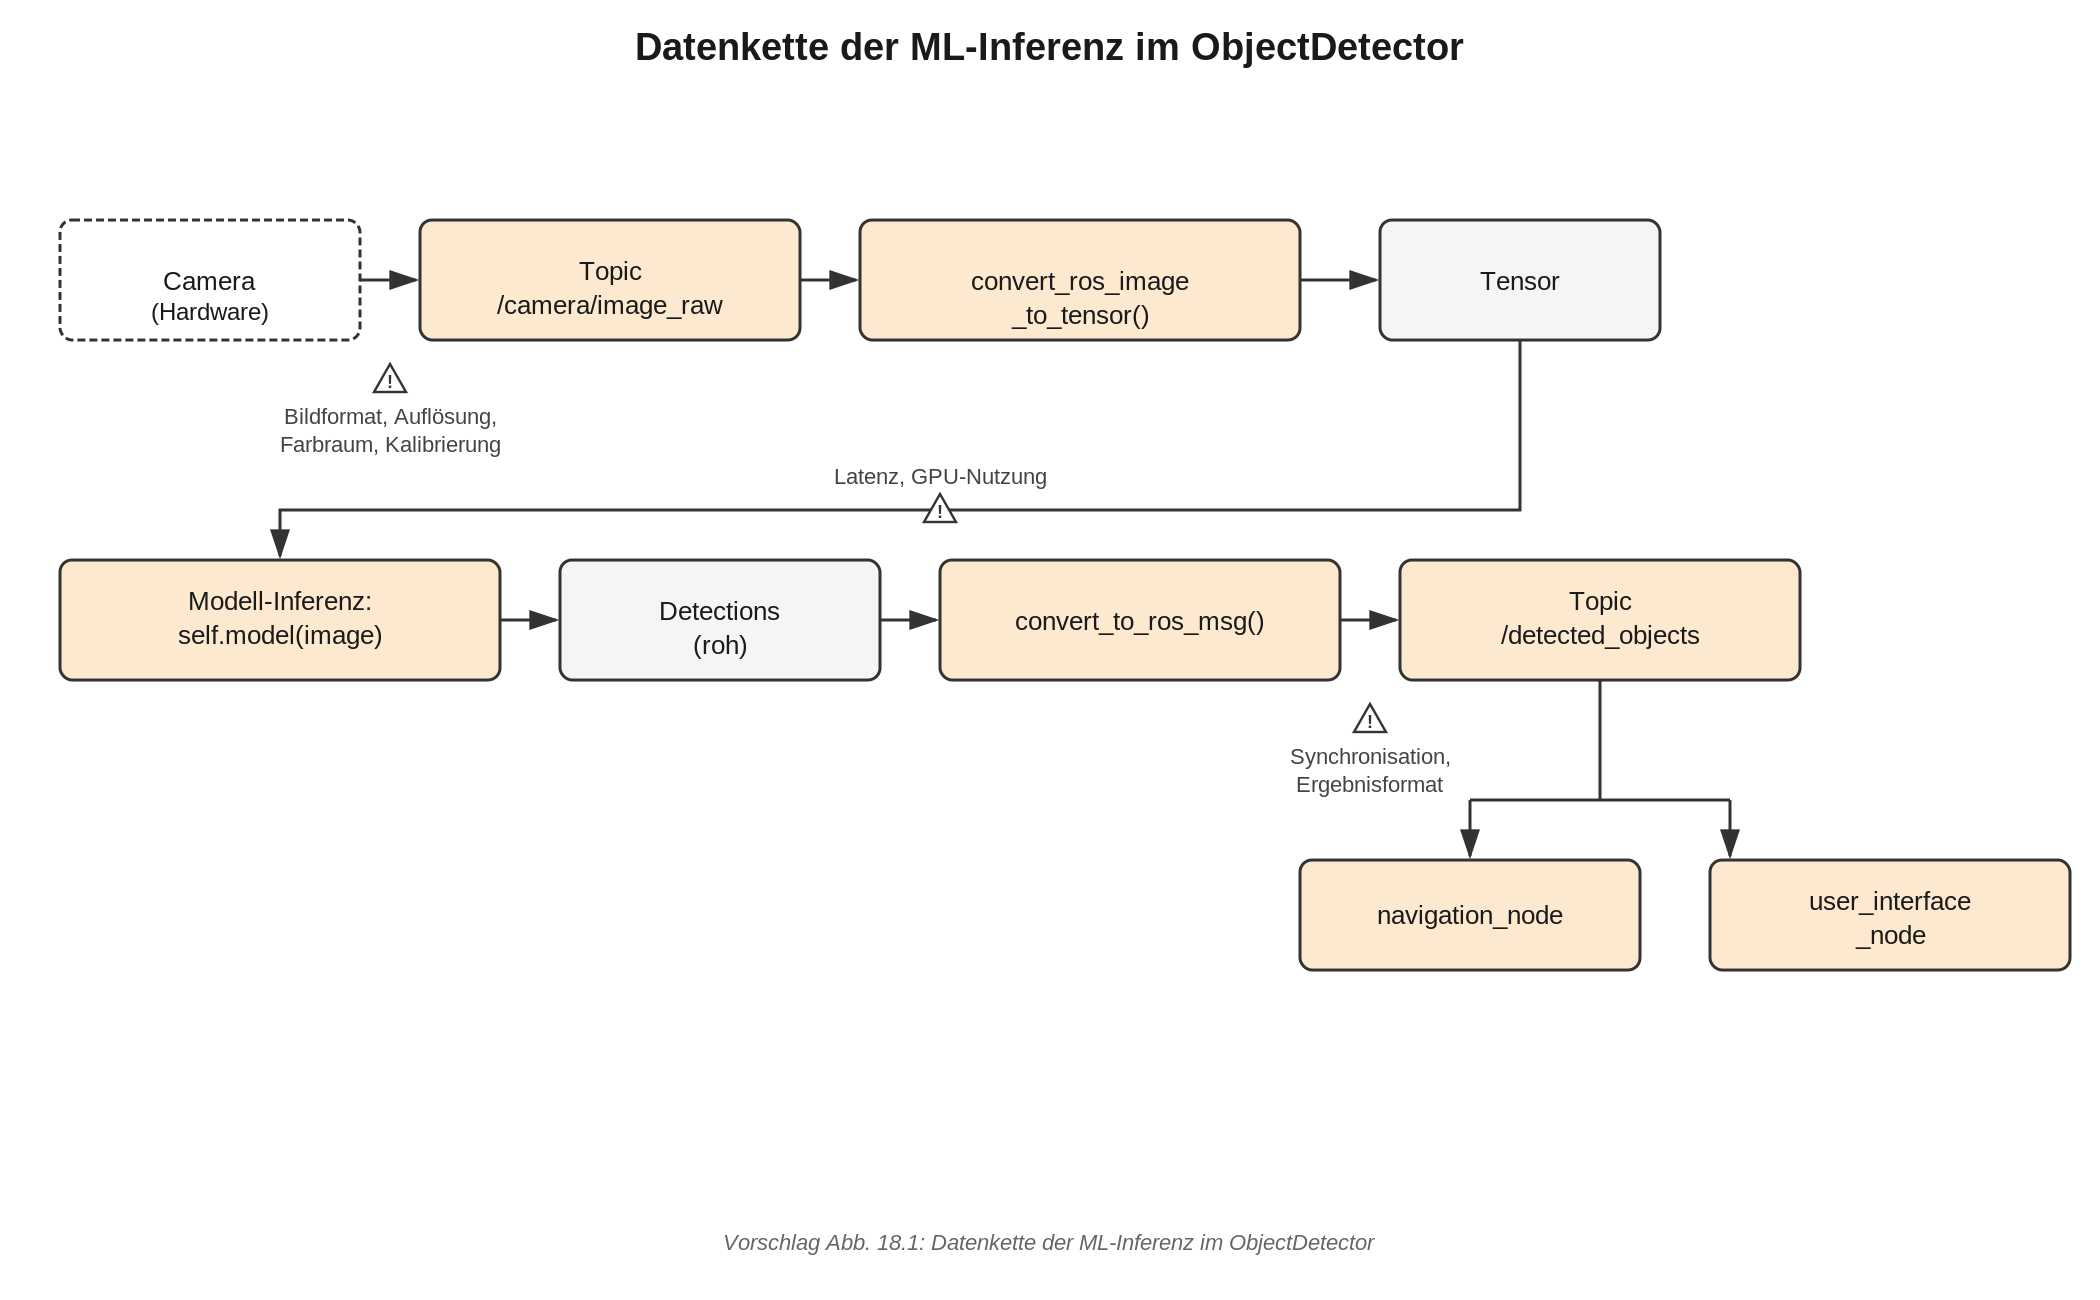 Datenkette der ML-Inferenz im ObjectDetector
Camera
(Hardware)
Topic
/camera/image_raw
convert_ros_image
_to_tensor()
Tensor
!
Bildformat, Auflösung,
Farbraum, Kalibrierung
Latenz, GPU-Nutzung
!
Modell-Inferenz:
self.model(image)
Detections
(roh)
convert_to_ros_msg()
Topic
/detected_objects
!
Synchronisation,
Ergebnisformat
navigation_node
user_interface
_node
Vorschlag Abb. 18.1: Datenkette der ML-Inferenz im ObjectDetector